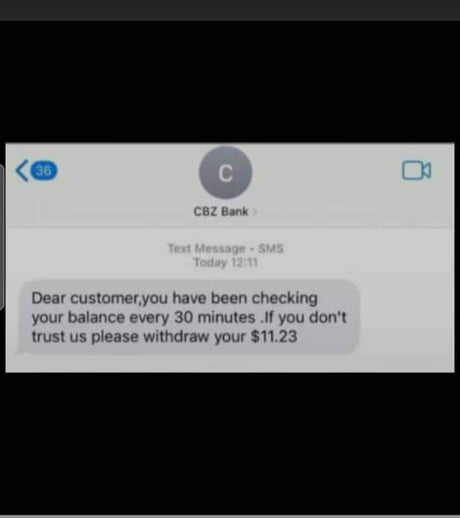 36
C
CBZ Bank
Text Message • SMS
Today 12:11
Dear customer,you have been checking
your balance every 30 minutes .If you don't
trust us please withdraw your $11.23